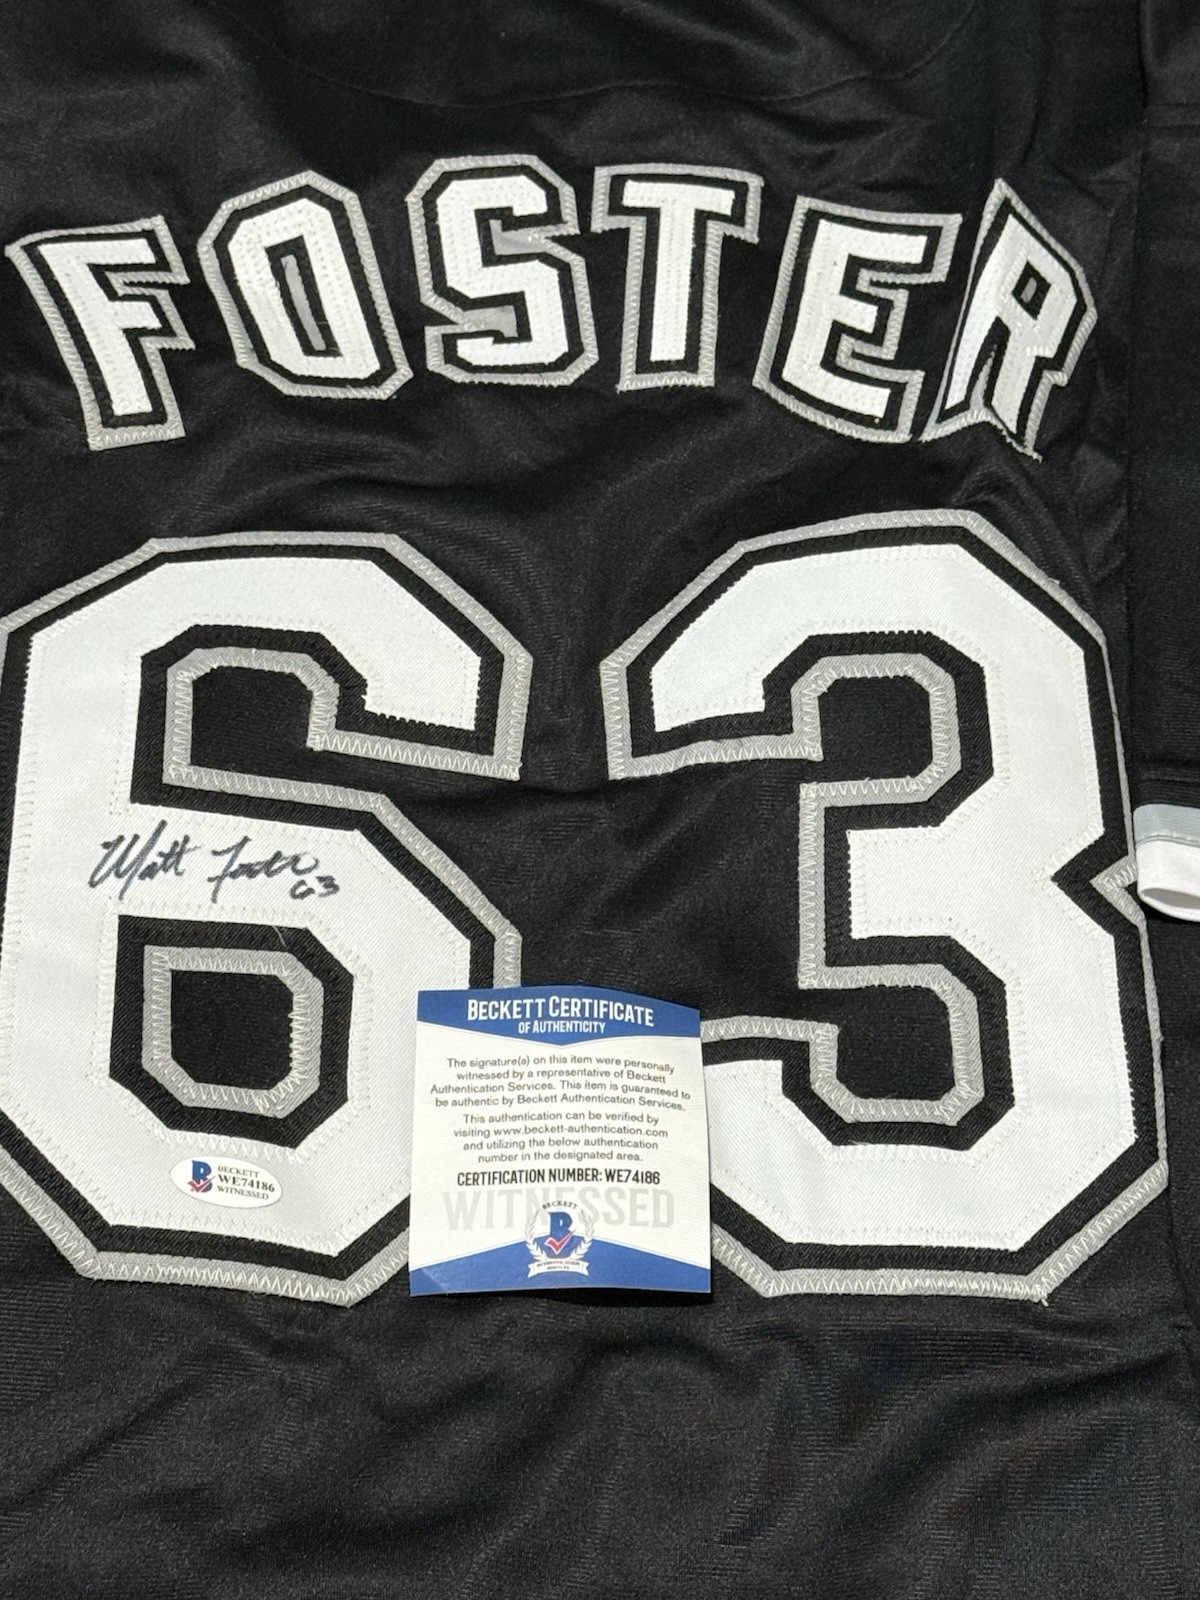 FOSTER
63
Matt Foster
63
BECKETT CERTIFICATE
OF AUTHENTICITY
The signature(s) on this item were personally
witnessed by a representative of Beckett
Authentication Services. This item is guaranteed to
be authentic by Beckett Authentication Services.
This authentication can be verified by
visiting www.beckett-authentication.com
and utilizing the below authentication
number in the designated area.
CERTIFICATION NUMBER: WE74186
WITNESSED
BECKETT
B
B
BECKETT
WE74186
WITNESSED